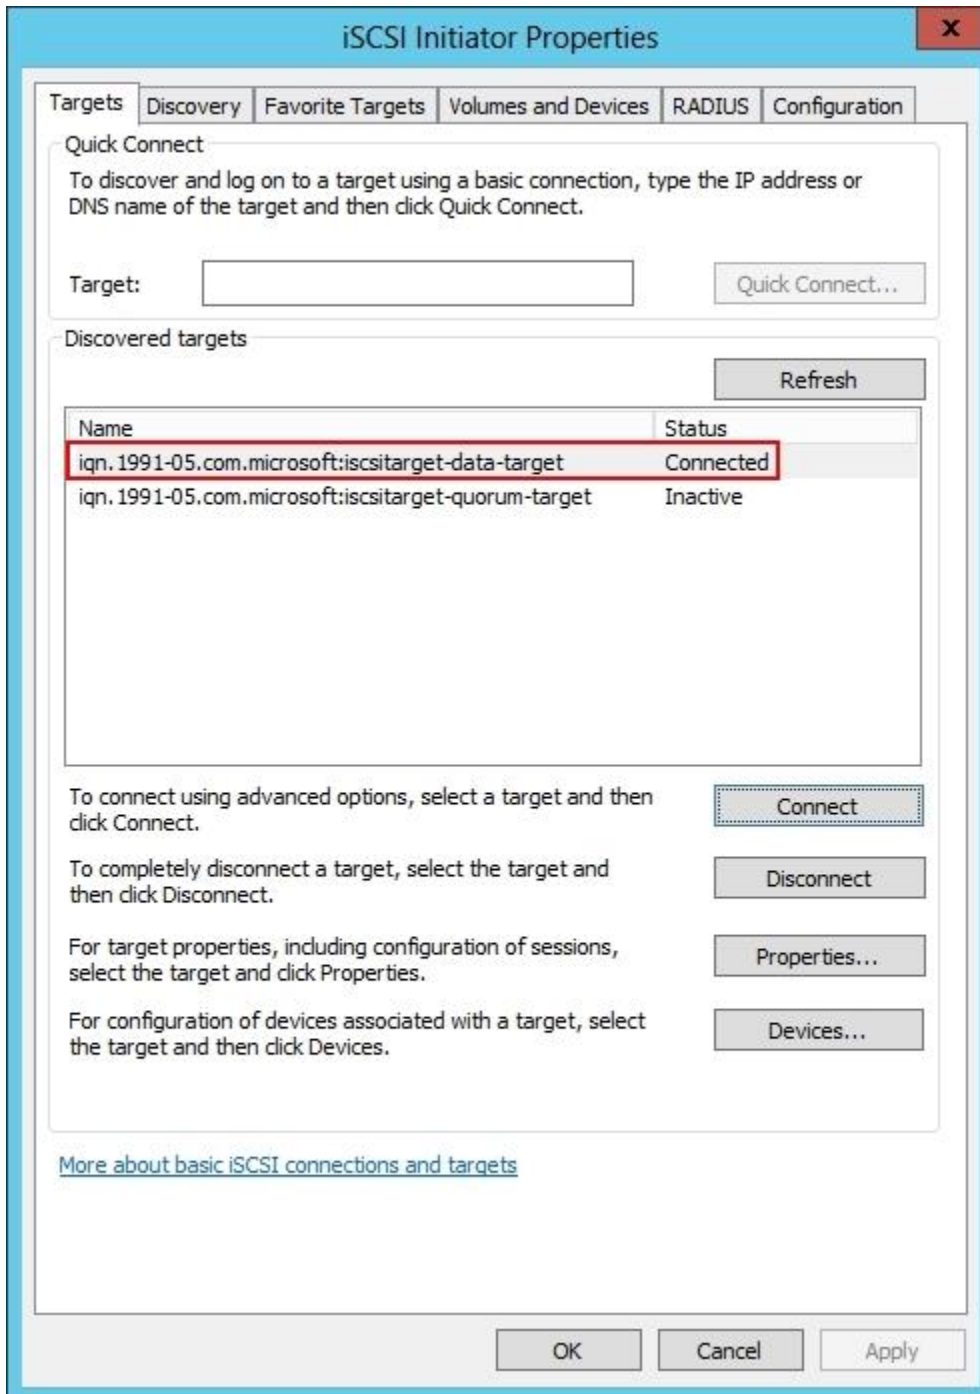 iSCSI Initiator Properties
x
Targets Discovery Favorite Targets Volumes and Devices RADIUS Configuration
Quick Connect
To discover and log on to a target using a basic connection, type the IP address or
DNS name of the target and then click Quick Connect.
Target: Quick Connect...
Discovered targets
Refresh
Name Status
iqn.1991-05.com.microsoft:iscsitarget-data-target Connected
iqn.1991-05.com.microsoft:iscsitarget-quorum-target Inactive
To connect using advanced options, select a target and then
click Connect.
Connect
To completely disconnect a target, select the target and
then click Disconnect.
Disconnect
For target properties, including configuration of sessions,
select the target and click Properties.
Properties...
For configuration of devices associated with a target, select
the target and then click Devices.
Devices...
More about basic iSCSI connections and targets
OK Cancel Apply